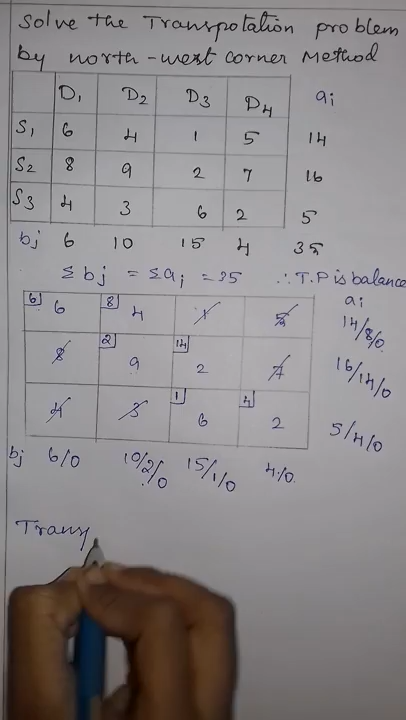 Solve the Transpotation problem
by north-west corner Method
D1 D2 D3 D4 ai
S1 6 4 1 5 14
S2 8 9 2 7 16
S3 4 3 6 2 5
bj 6 10 15 4 35
Σbj = Σai = 35 ∴ T.P is balance
ai
6 6 8 4 1 5 14/8/0
8 2 9 14 2 7 16/14/0
4 3 1 6 4 2 5/4/0
bj 6/0 10/2/0 15/1/0 4/0
Transp